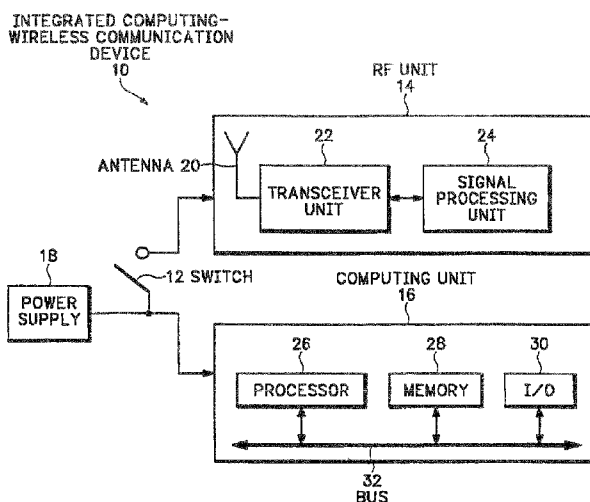 INTEGRATED COMPUTING-
WIRELESS COMMUNICATION
DEVICE
10
RF UNIT
14
ANTENNA 20
22
TRANSCEIVER
UNIT
24
SIGNAL
PROCESSING
UNIT
18
POWER
SUPPLY
12 SWITCH
COMPUTING UNIT
16
26
PROCESSOR
28
MEMORY
30
I/O
32
BUS